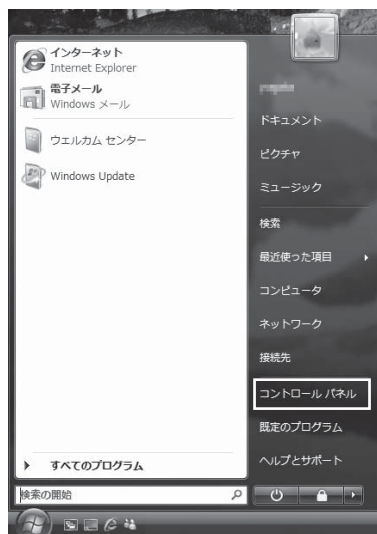 インターネット
Internet Explorer
電子メール
Windows メール
ウェルカム センター
Windows Update
すべてのプログラム
検索の開始
ドキュメント
ピクチャ
ミュージック
検索
最近使った項目
コンピュータ
ネットワーク
接続先
コントロール パネル
既定のプログラム
ヘルプとサポート